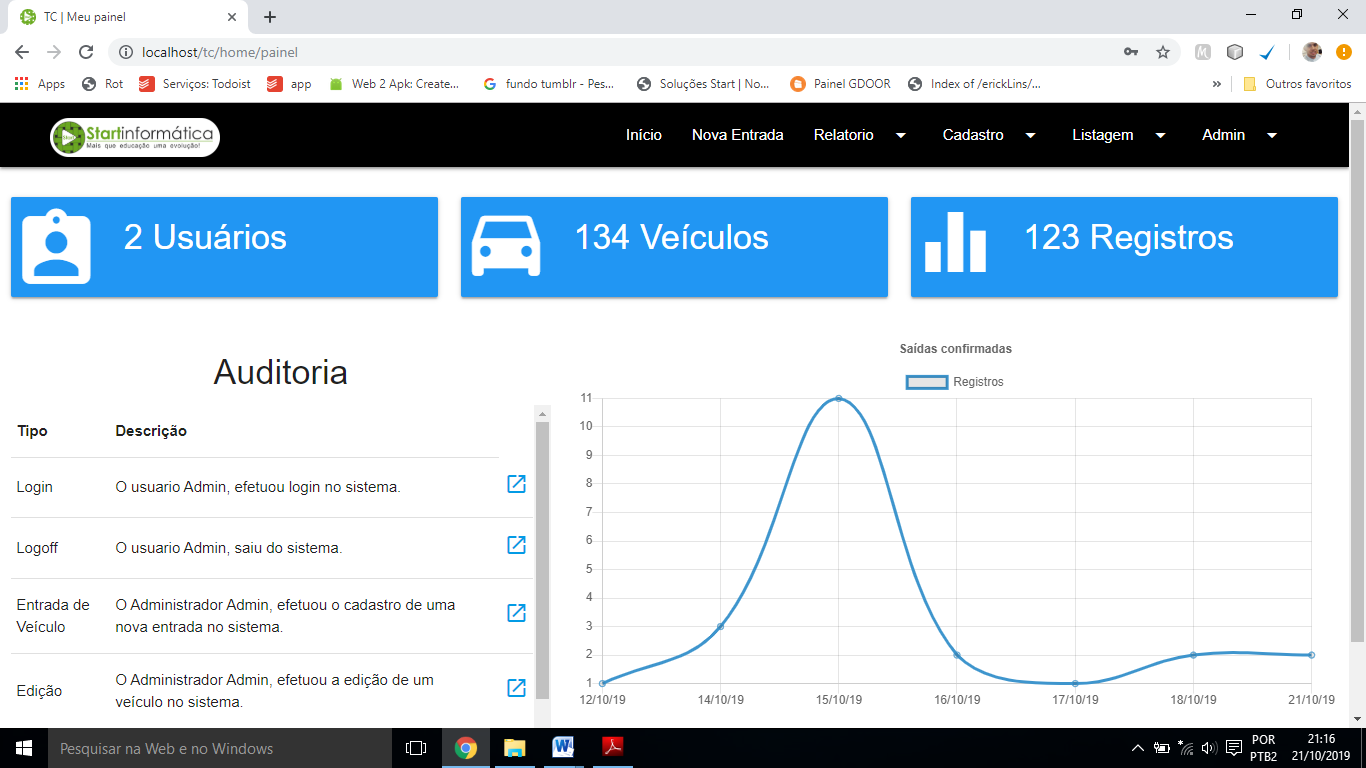 TC | Meu painel
localhost/tc/home/painel
Apps
Rot
Serviços: Todoist
app
Web 2 Apk: Create...
fundo tumblr - Pes...
Soluções Start | No...
Painel GDOOR
Index of /erickLins/...
»
Outros favoritos
Startinformática
Mais que educação uma evolução!
Início
Nova Entrada
Relatorio
Cadastro
Listagem
Admin
2 Usuários
134 Veículos
123 Registros
Auditoria
Tipo Descrição
Login O usuario Admin, efetuou login no sistema.
Logoff O usuario Admin, saiu do sistema.
Entrada de O Administrador Admin, efetuou o cadastro de uma
Veículo nova entrada no sistema.
Edição O Administrador Admin, efetuou a edição de um
veículo no sistema.
Saídas confirmadas
Registros
11
10
9
8
7
6
5
4
3
2
1
12/10/19 14/10/19 15/10/19 16/10/19 17/10/19 18/10/19 21/10/19
Pesquisar na Web e no Windows
POR
PTB2
21:16
21/10/2019